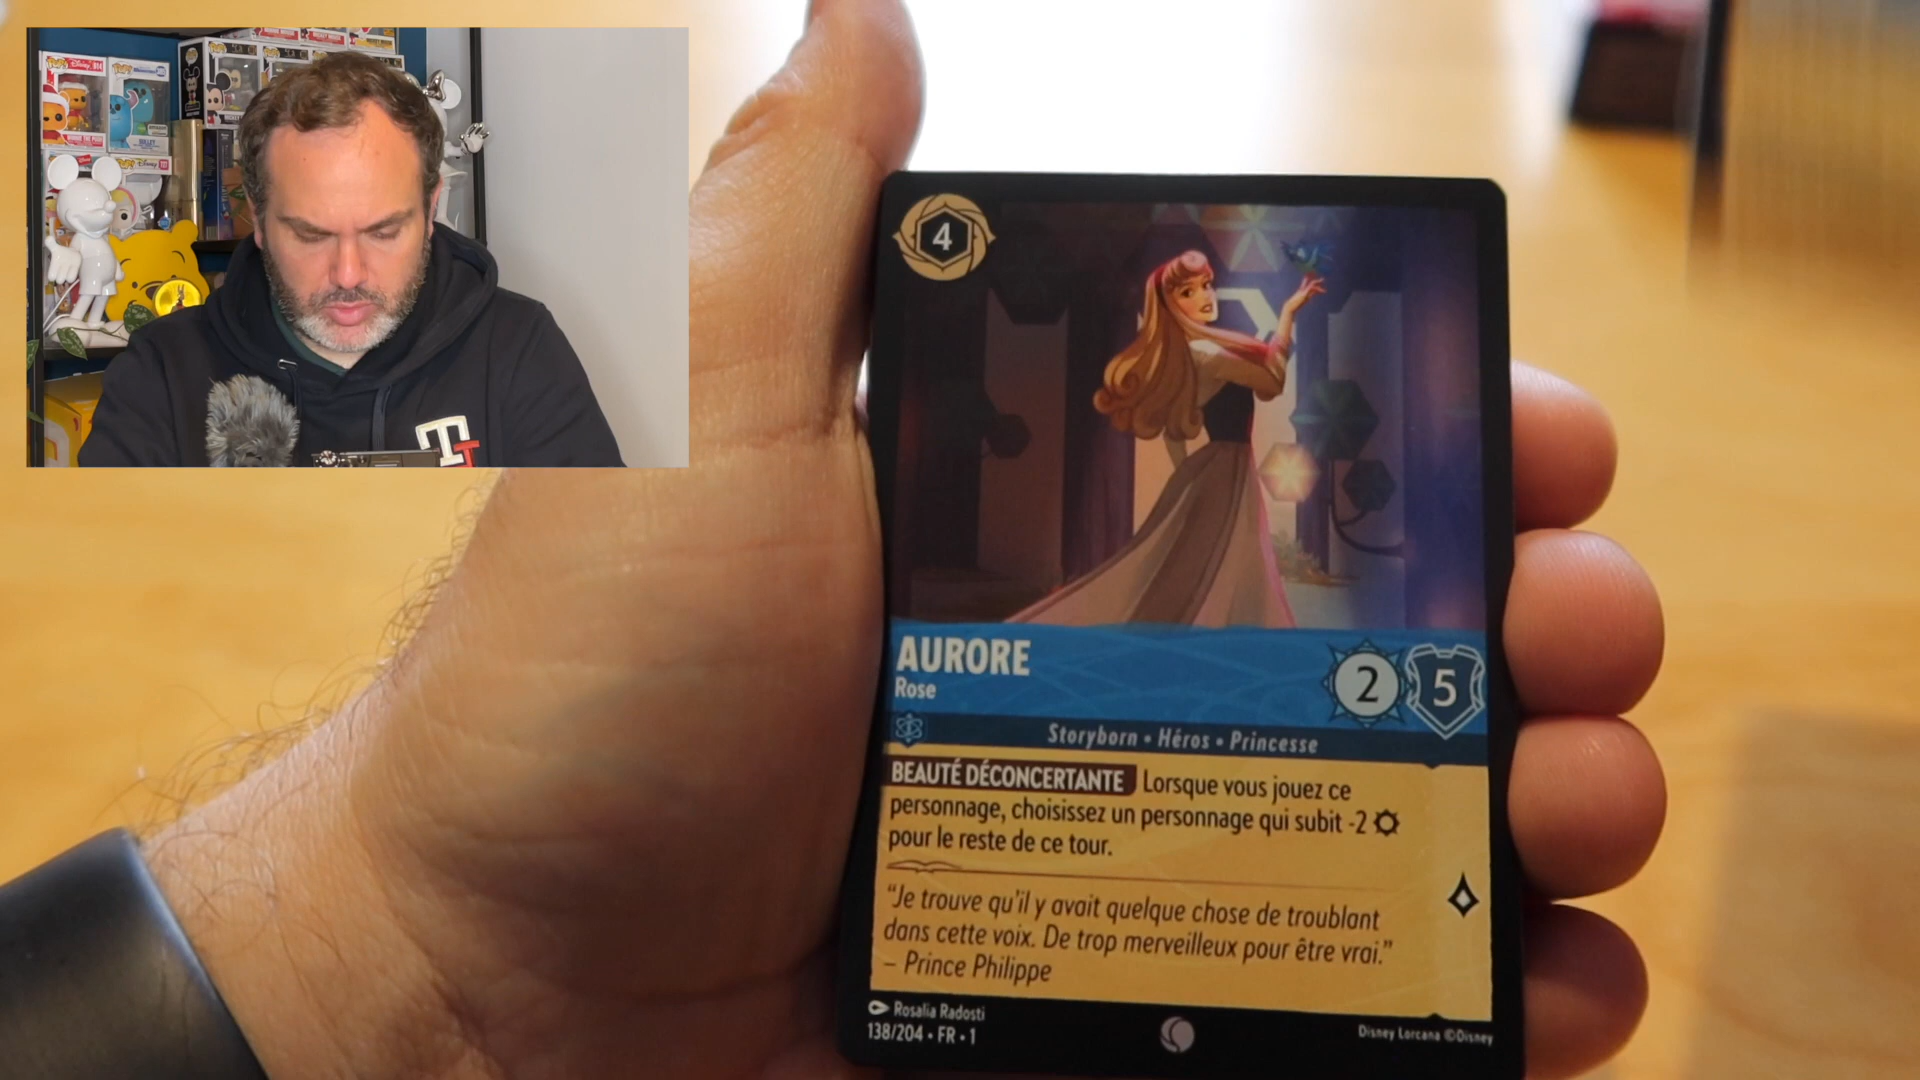 4
AURORE
Rose
2
5
Storyborn • Héros • Princesse
BEAUTÉ DÉCONCERTANTE Lorsque vous jouez ce
personnage, choisissez un personnage qui subit -2
pour le reste de ce tour.
“Je trouve qu'il y avait quelque chose de troublant
dans cette voix. De trop merveilleux pour être vrai.”
– Prince Philippe
Rosalia Radosti
138/204 • FR • 1
Disney Lorcana ©Disney